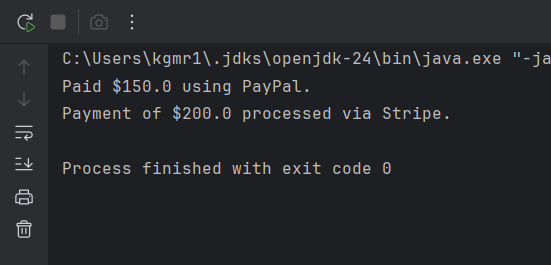 C:\Users\kgmr1\.jdks\openjdk-24\bin\java.exe "-ja
Paid $150.0 using PayPal.
Payment of $200.0 processed via Stripe.
Process finished with exit code 0